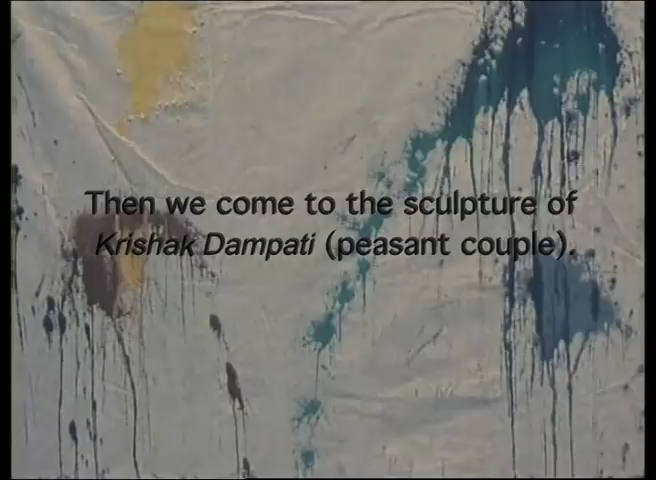 Then we come to the sculpture of
Krishak Dampati (peasant couple).